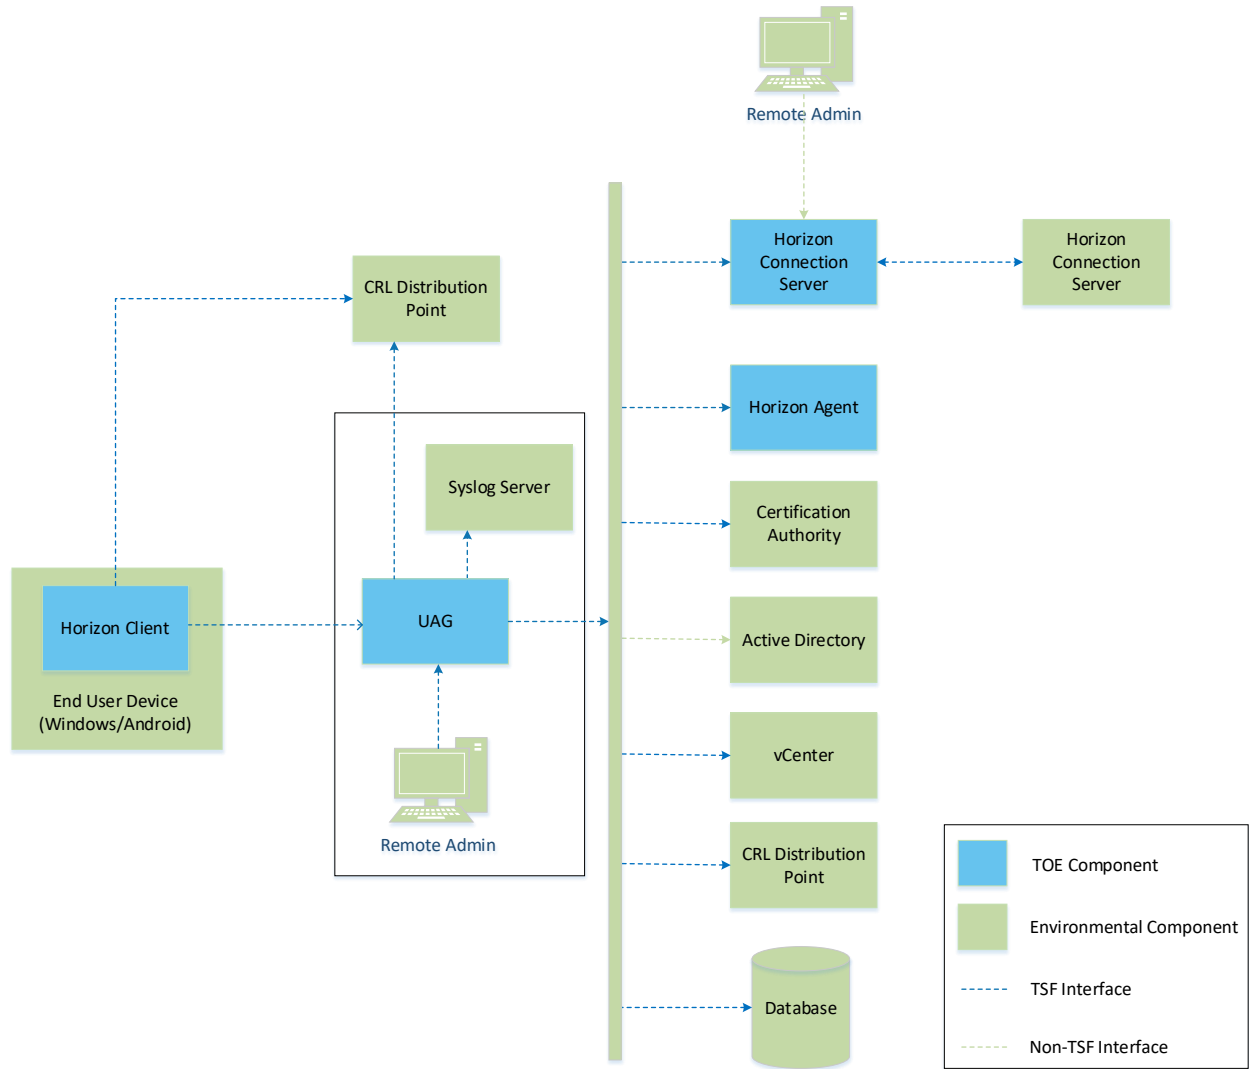 Remote Admin
Horizon
Connection
Server
Horizon
Connection
Server
CRL Distribution
Point
Horizon Agent
Syslog Server
Certification
Authority
Horizon Client
UAG
Active Directory
End User Device
(Windows/Android)
vCenter
Remote Admin
CRL Distribution
Point
Database
TOE Component
Environmental Component
TSF Interface
Non-TSF Interface